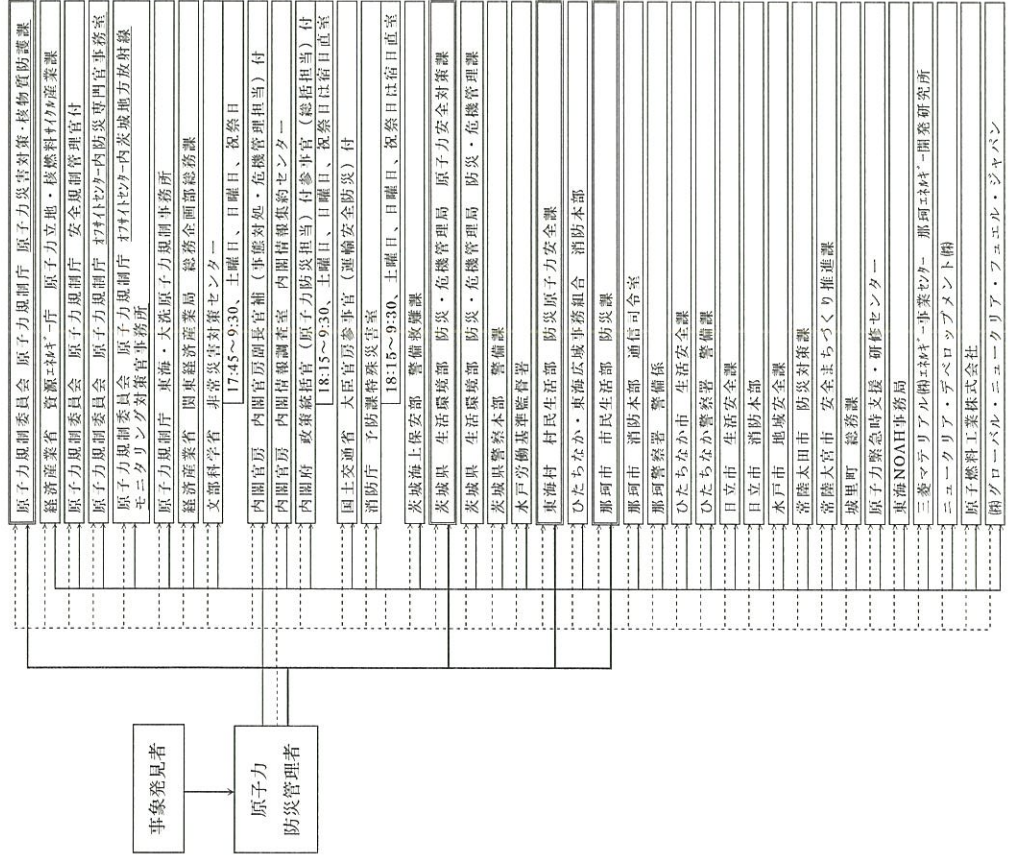 事象発見者
原子力
防災管理者
原子力規制委員会 原子力規制庁 原子力災害対策・核物質防護課
経済産業省 資源エネルギー庁 原子力立地・核燃料サイクル産業課
原子力規制委員会 原子力規制庁 安全規制管理官付
原子力規制委員会 原子力規制庁 オフサイトセンター内防災専門官事務室
原子力規制委員会 原子力規制庁 オフサイトセンター内茨城地方放射線
モニタリング対策官事務所
原子力規制庁 東海・大洗原子力規制事務所
経済産業省 関東経済産業局 総務企画部総務課
文部科学省 非常災害対策センター
17:45～9:30、土曜日、日曜日、祝祭日
内閣官房 内閣官房副長官補（事態対処・危機管理担当）付
内閣官房 内閣情報調査室 内閣情報集約センター
内閣府 政策統括官（原子力防災担当）付参事官（総括担当）付
18:15～9:30、土曜日、日曜日、祝祭日は宿日直室
国土交通省 大臣官房参事官（運輸安全防災）付
消防庁 予防課特殊災害室
18:15～9:30、土曜日、日曜日、祝祭日は宿日直室
茨城海上保安部 警備救難課
茨城県 生活環境部 防災・危機管理局 原子力安全対策課
茨城県 生活環境部 防災・危機管理局 防災・危機管理課
茨城県警察本部 警備課
水戸労働基準監督署
東海村 村民生活部 防災原子力安全課
ひたちなか・東海広域事務組合 消防本部
那珂市 市民生活部 防災課
那珂市 消防本部 通信司令室
那珂警察署 警備係
ひたちなか市 生活安全課
ひたちなか警察署 警備課
日立市 生活安全課
日立市 消防本部
水戸市 地域安全課
常陸太田市 防災対策課
常陸大宮市 安全まちづくり推進課
城里町 総務課
原子力緊急時支援・研修センター
東海NOAH事務局
三菱マテリアル㈱エネルギー事業センター 那珂エネルギー開発研究所
ニュークリア・デベロップメント㈱
原子燃料工業株式会社
㈱グローバル・ニュークリア・フュエル・ジャパン